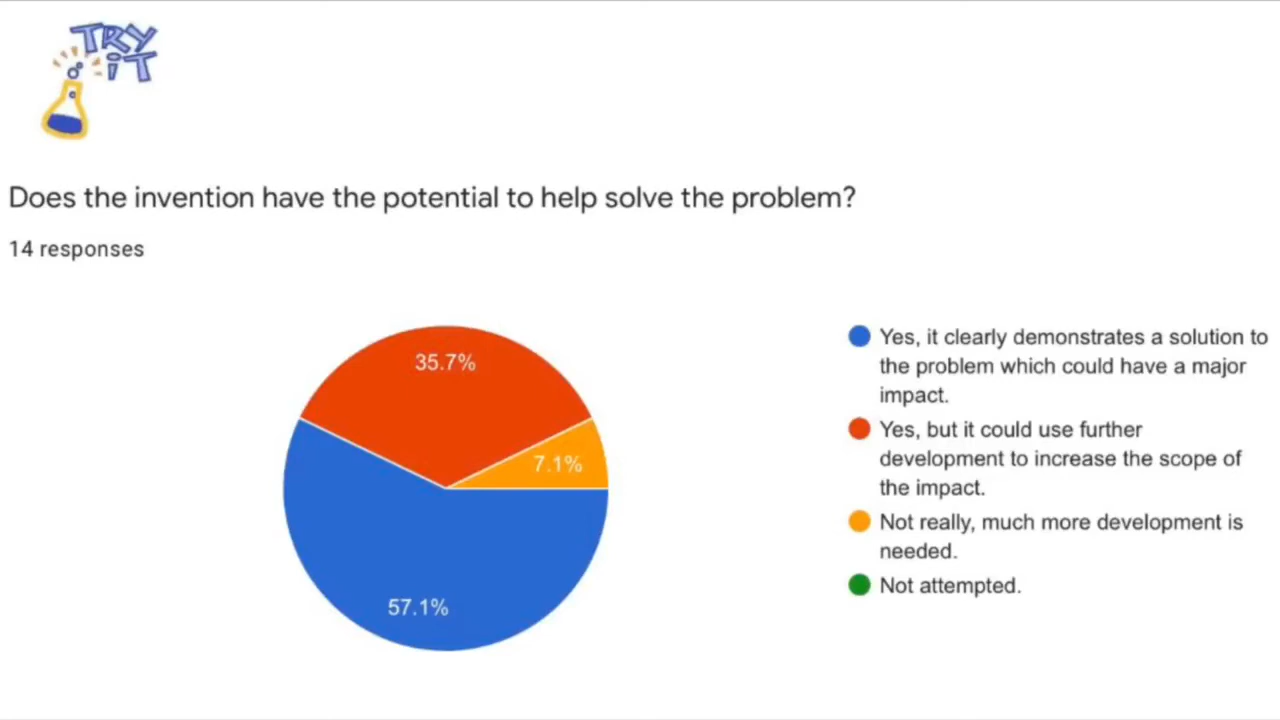 TRY
iT
Does the invention have the potential to help solve the problem?
14 responses
35.7%
7.1%
57.1%
Yes, it clearly demonstrates a solution to
the problem which could have a major
impact.
Yes, but it could use further
development to increase the scope of
the impact.
Not really, much more development is
needed.
Not attempted.